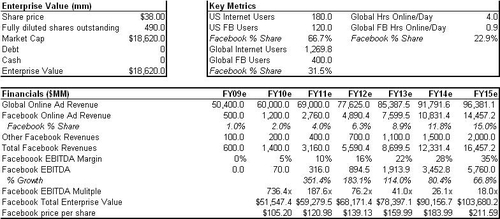 Enterprise Value (mm)
Share price $38.00
Fully diluted shares outstanding 490.0
Market Cap $18,620.0
Debt 0
Cash 0
Enterprise Value $18,620.0
Key Metrics
US Internet Users 180.0 Global Hrs Online/Day 4.0
US FB Users 120.0 Global FB Hrs Online/Day 0.9
Facebook % Share 66.7% Facebook % Share 22.9%
Global Internet Users 1,269.8
Global FB Users 400.0
Facebook % Share 31.5%
Financials ($MM) FY09e FY10e FY11e FY12e FY13e FY14e FY15e
Global Online Ad Revenue 50,400.0 60,000.0 69,000.0 77,625.0 85,387.5 91,791.6 96,381.1
Facebook Online Ad Revenue 500.0 1,200.0 2,760.0 4,890.4 7,599.5 10,831.4 14,457.2
Facebook % Share 1.0% 2.0% 4.0% 6.3% 8.9% 11.8% 15.0%
Other Facebook Revenues 100.0 200.0 400.0 700.0 1,100.0 1,500.0 2,000.0
Total Facebook Revenues 600.0 1,400.0 3,160.0 5,590.4 8,699.5 12,331.4 16,457.2
Faceboook EBITDA Margin 0% 5% 10% 16% 22% 28% 35%
Facebook EBITDA 0.0 70.0 316.0 894.5 1,913.9 3,452.8 5,760.0
% Growth 351.4% 183.1% 114.0% 80.4% 66.8%
Facebook EBITDA Mulitple 736.4x 187.6x 76.2x 41.0x 26.1x 18.0x
Facebook Total Enterprise Value $51,547.4 $59,279.5 $68,171.4 $78,397.1 $90,156.7 $103,680.2
Facebook price per share $105.20 $120.98 $139.13 $159.99 $183.99 $211.59